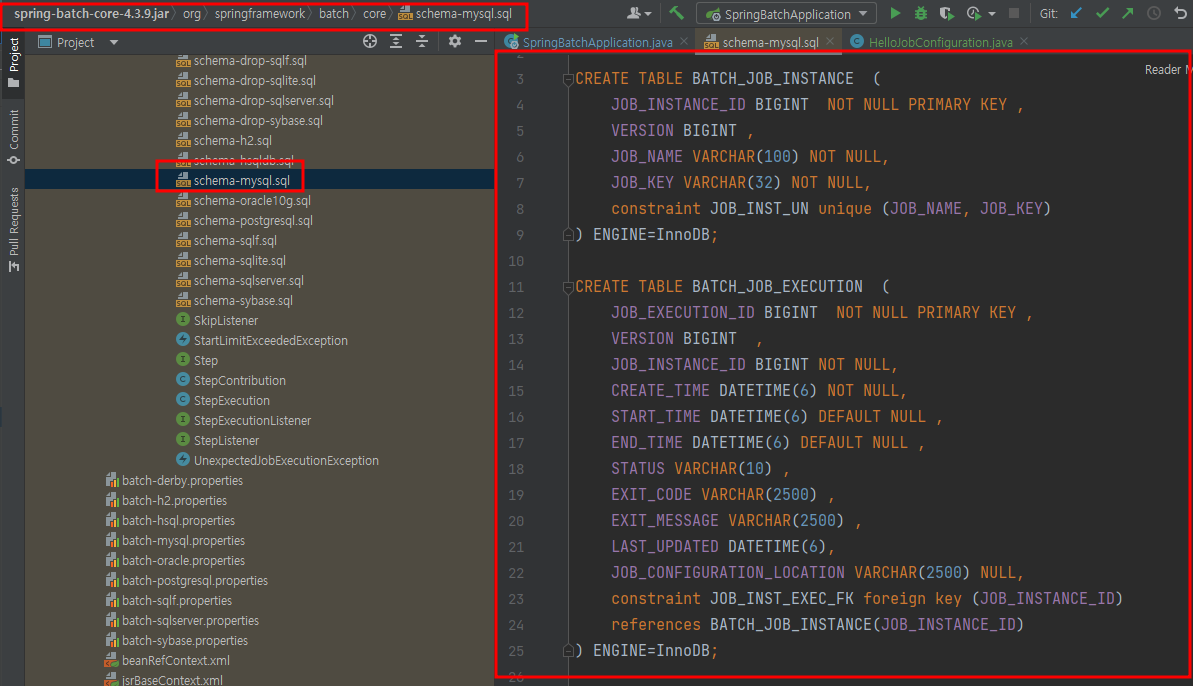 spring-batch-core-4.3.9.jar › org › springframework › batch › core › schema-mysql.sql
SpringBatchApplication
Git:
Project
Commit
Pull Requests
Project
schema-drop-sqlf.sql
schema-drop-sqlite.sql
schema-drop-sqlserver.sql
schema-drop-sybase.sql
schema-h2.sql
schema-hsqldb.sql
schema-mysql.sql
schema-oracle10g.sql
schema-postgresql.sql
schema-sqlf.sql
schema-sqlite.sql
schema-sqlserver.sql
schema-sybase.sql
SkipListener
StartLimitExceededException
Step
StepContribution
StepExecution
StepExecutionListener
StepListener
UnexpectedJobExecutionException
batch-derby.properties
batch-h2.properties
batch-hsql.properties
batch-mysql.properties
batch-oracle.properties
batch-postgresql.properties
batch-sqlf.properties
batch-sqlserver.properties
batch-sybase.properties
beanRefContext.xml
jsrBaseContext.xml
SpringBatchApplication.java
schema-mysql.sql
HelloJobConfiguration.java
Reader M
2
3 CREATE TABLE BATCH_JOB_INSTANCE  (
4 JOB_INSTANCE_ID BIGINT  NOT NULL PRIMARY KEY ,
5 VERSION BIGINT ,
6 JOB_NAME VARCHAR(100) NOT NULL,
7 JOB_KEY VARCHAR(32) NOT NULL,
8 constraint JOB_INST_UN unique (JOB_NAME, JOB_KEY)
9 ) ENGINE=InnoDB;
10
11 CREATE TABLE BATCH_JOB_EXECUTION  (
12 JOB_EXECUTION_ID BIGINT  NOT NULL PRIMARY KEY ,
13 VERSION BIGINT  ,
14 JOB_INSTANCE_ID BIGINT NOT NULL,
15 CREATE_TIME DATETIME(6) NOT NULL,
16 START_TIME DATETIME(6) DEFAULT NULL ,
17 END_TIME DATETIME(6) DEFAULT NULL ,
18 STATUS VARCHAR(10) ,
19 EXIT_CODE VARCHAR(2500) ,
20 EXIT_MESSAGE VARCHAR(2500) ,
21 LAST_UPDATED DATETIME(6),
22 JOB_CONFIGURATION_LOCATION VARCHAR(2500) NULL,
23 constraint JOB_INST_EXEC_FK foreign key (JOB_INSTANCE_ID)
24 references BATCH_JOB_INSTANCE(JOB_INSTANCE_ID)
25 ) ENGINE=InnoDB;
26